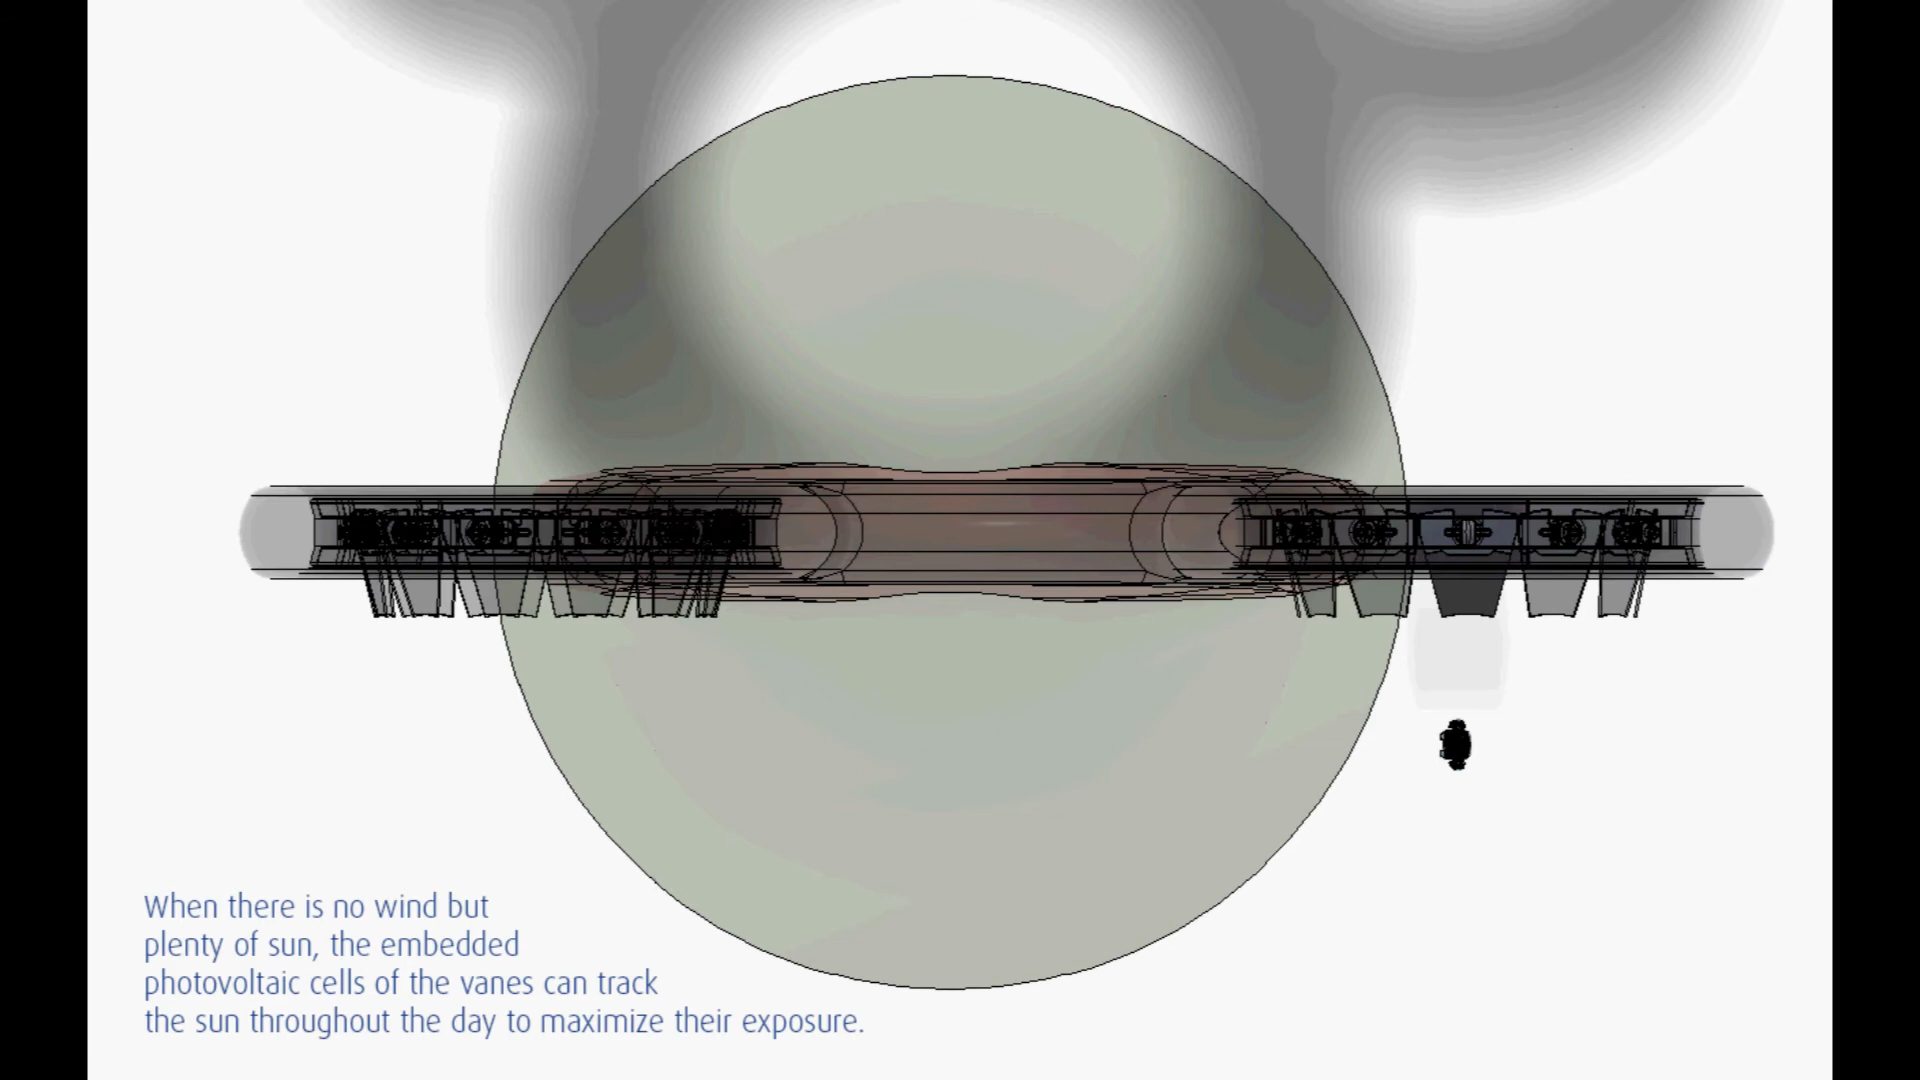 When there is no wind but
plenty of sun, the embedded
photovoltaic cells of the vanes can track
the sun throughout the day to maximize their exposure.